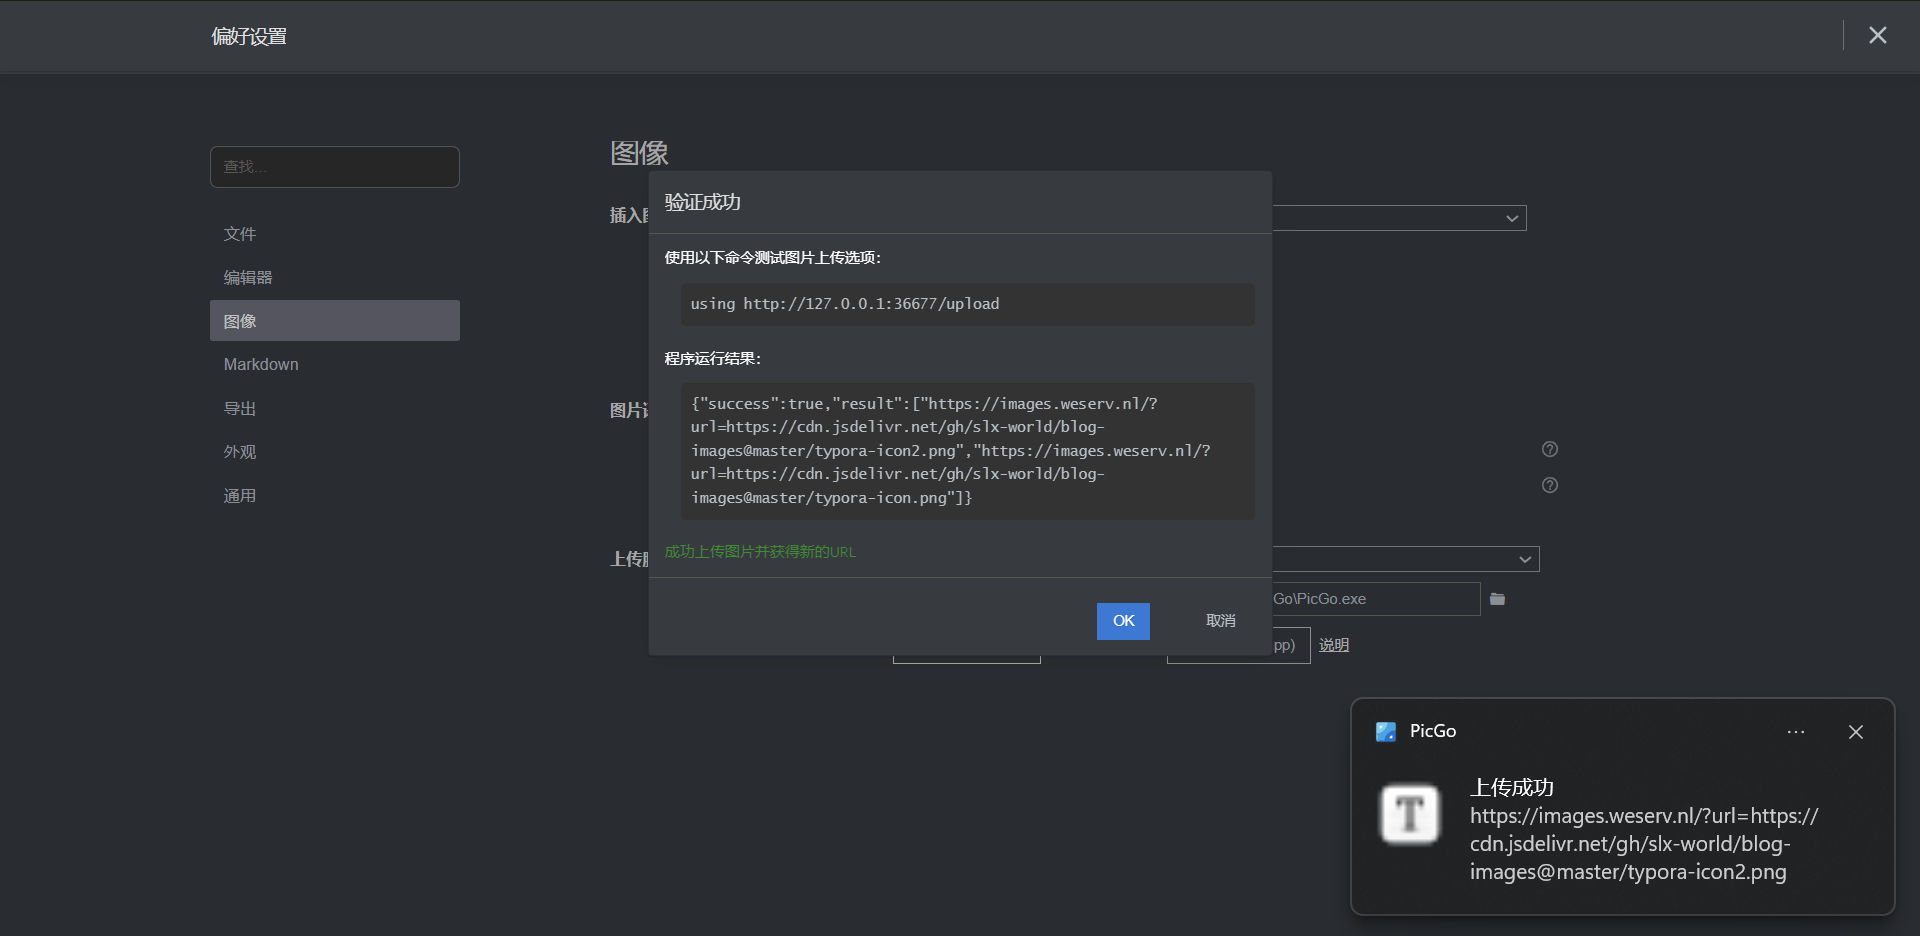 偏好设置
查找...
文件
编辑器
图像
Markdown
导出
外观
通用
图像
插入
图片
上传
验证成功
使用以下命令测试图片上传选项：
using http://127.0.0.1:36677/upload
程序运行结果：
{"success":true,"result":["https://images.weserv.nl/?
url=https://cdn.jsdelivr.net/gh/slx-world/blog-
images@master/typora-icon2.png","https://images.weserv.nl/?
url=https://cdn.jsdelivr.net/gh/slx-world/blog-
images@master/typora-icon.png"]}
成功上传图片并获得新的URL
OK
取消
Go\PicGo.exe
pp)
说明
PicGo
上传成功
https://images.weserv.nl/?url=https://
cdn.jsdelivr.net/gh/slx-world/blog-
images@master/typora-icon2.png